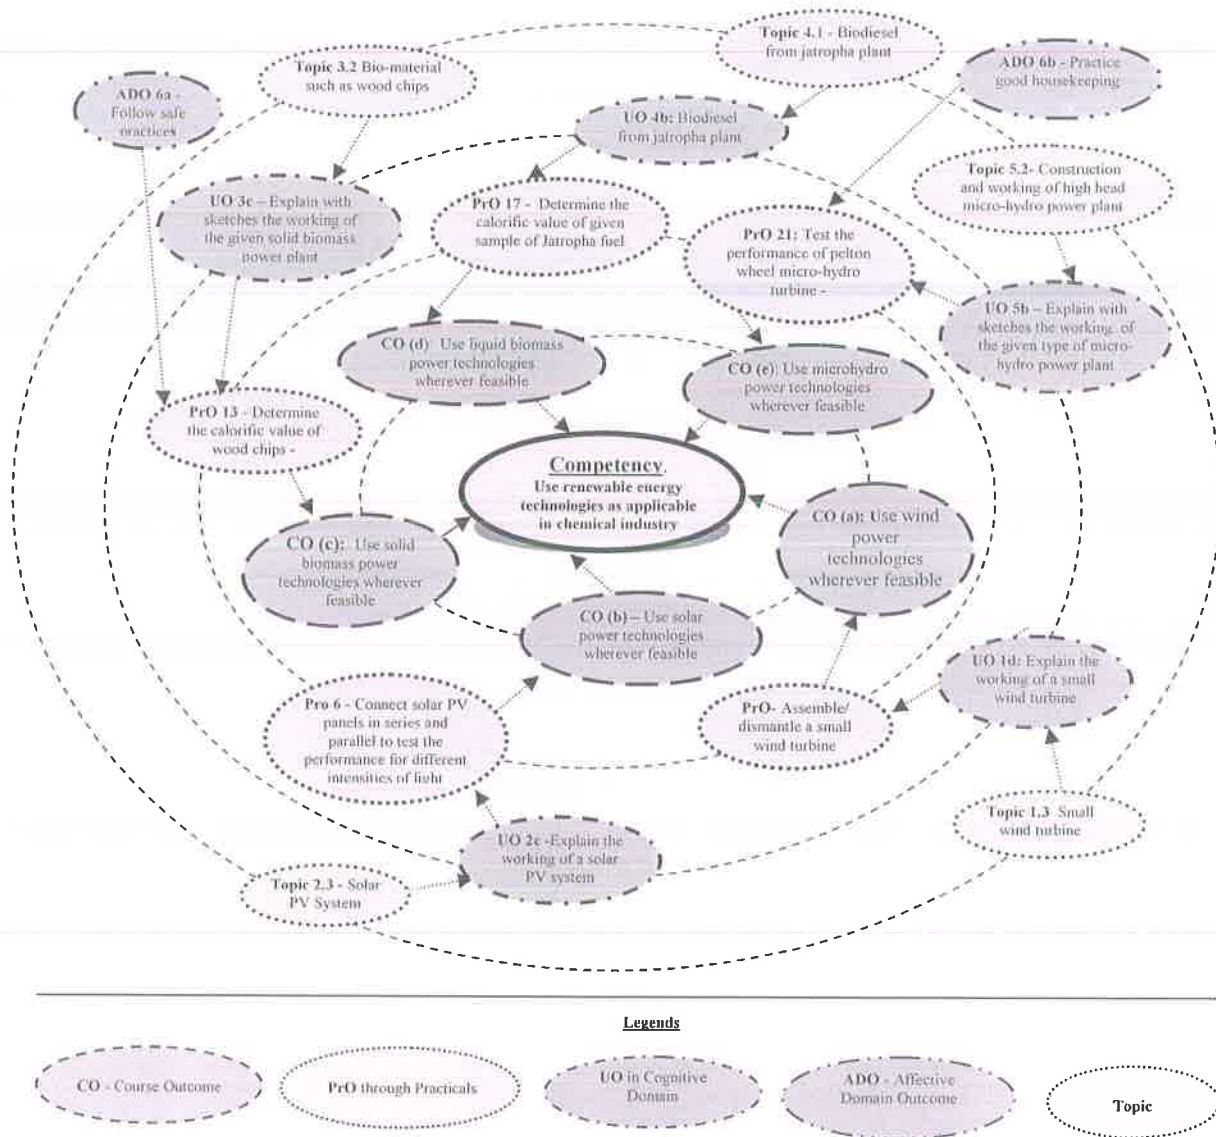 Topic 4.1 - Biodiesel
from jatropha plant
Topic 3.2 Bio-material
such as wood chips
ADO 6b - Practice
good housekeeping
ADO 6a -
Follow safe
practices
UO 4b: Biodiesel
from jatropha plant
Topic 5.2- Construction
and working of high head
micro-hydro power plant
UO 3c – Explain with
sketches the working of
the given solid biomass
power plant
PrO 17 - Determine the
calorific value of given
sample of Jatropha fuel
PrO 21: Test the
performance of pelton
wheel micro-hydro
turbine -
UO 5b – Explain with
sketches the working of
the given type of micro-
hydro power plant
CO (d) Use liquid biomass
power technologies
wherever feasible
CO (e): Use microhydro
power technologies
wherever feasible
PrO 13 - Determine
the calorific value of
wood chips -
Competency.
Use renewable energy
technologies as applicable
in chemical industry
CO (a): Use wind
power
technologies
wherever feasible
CO (c): Use solid
biomass power
technologies wherever
feasible
CO (b) – Use solar
power technologies
wherever feasible
UO 1d: Explain the
working of a small
wind turbine
Pro 6 - Connect solar PV
panels in series and
parallel to test the
performance for different
intensities of light
PrO- Assemble/
dismantle a small
wind turbine
Topic 1.3 Small
wind turbine
UO 2c -Explain the
working of a solar
PV system
Topic 2.3 - Solar
PV System
Legends
CO - Course Outcome
PrO through Practicals
UO in Cognitive
Domain
ADO - Affective
Domain Outcome
Topic